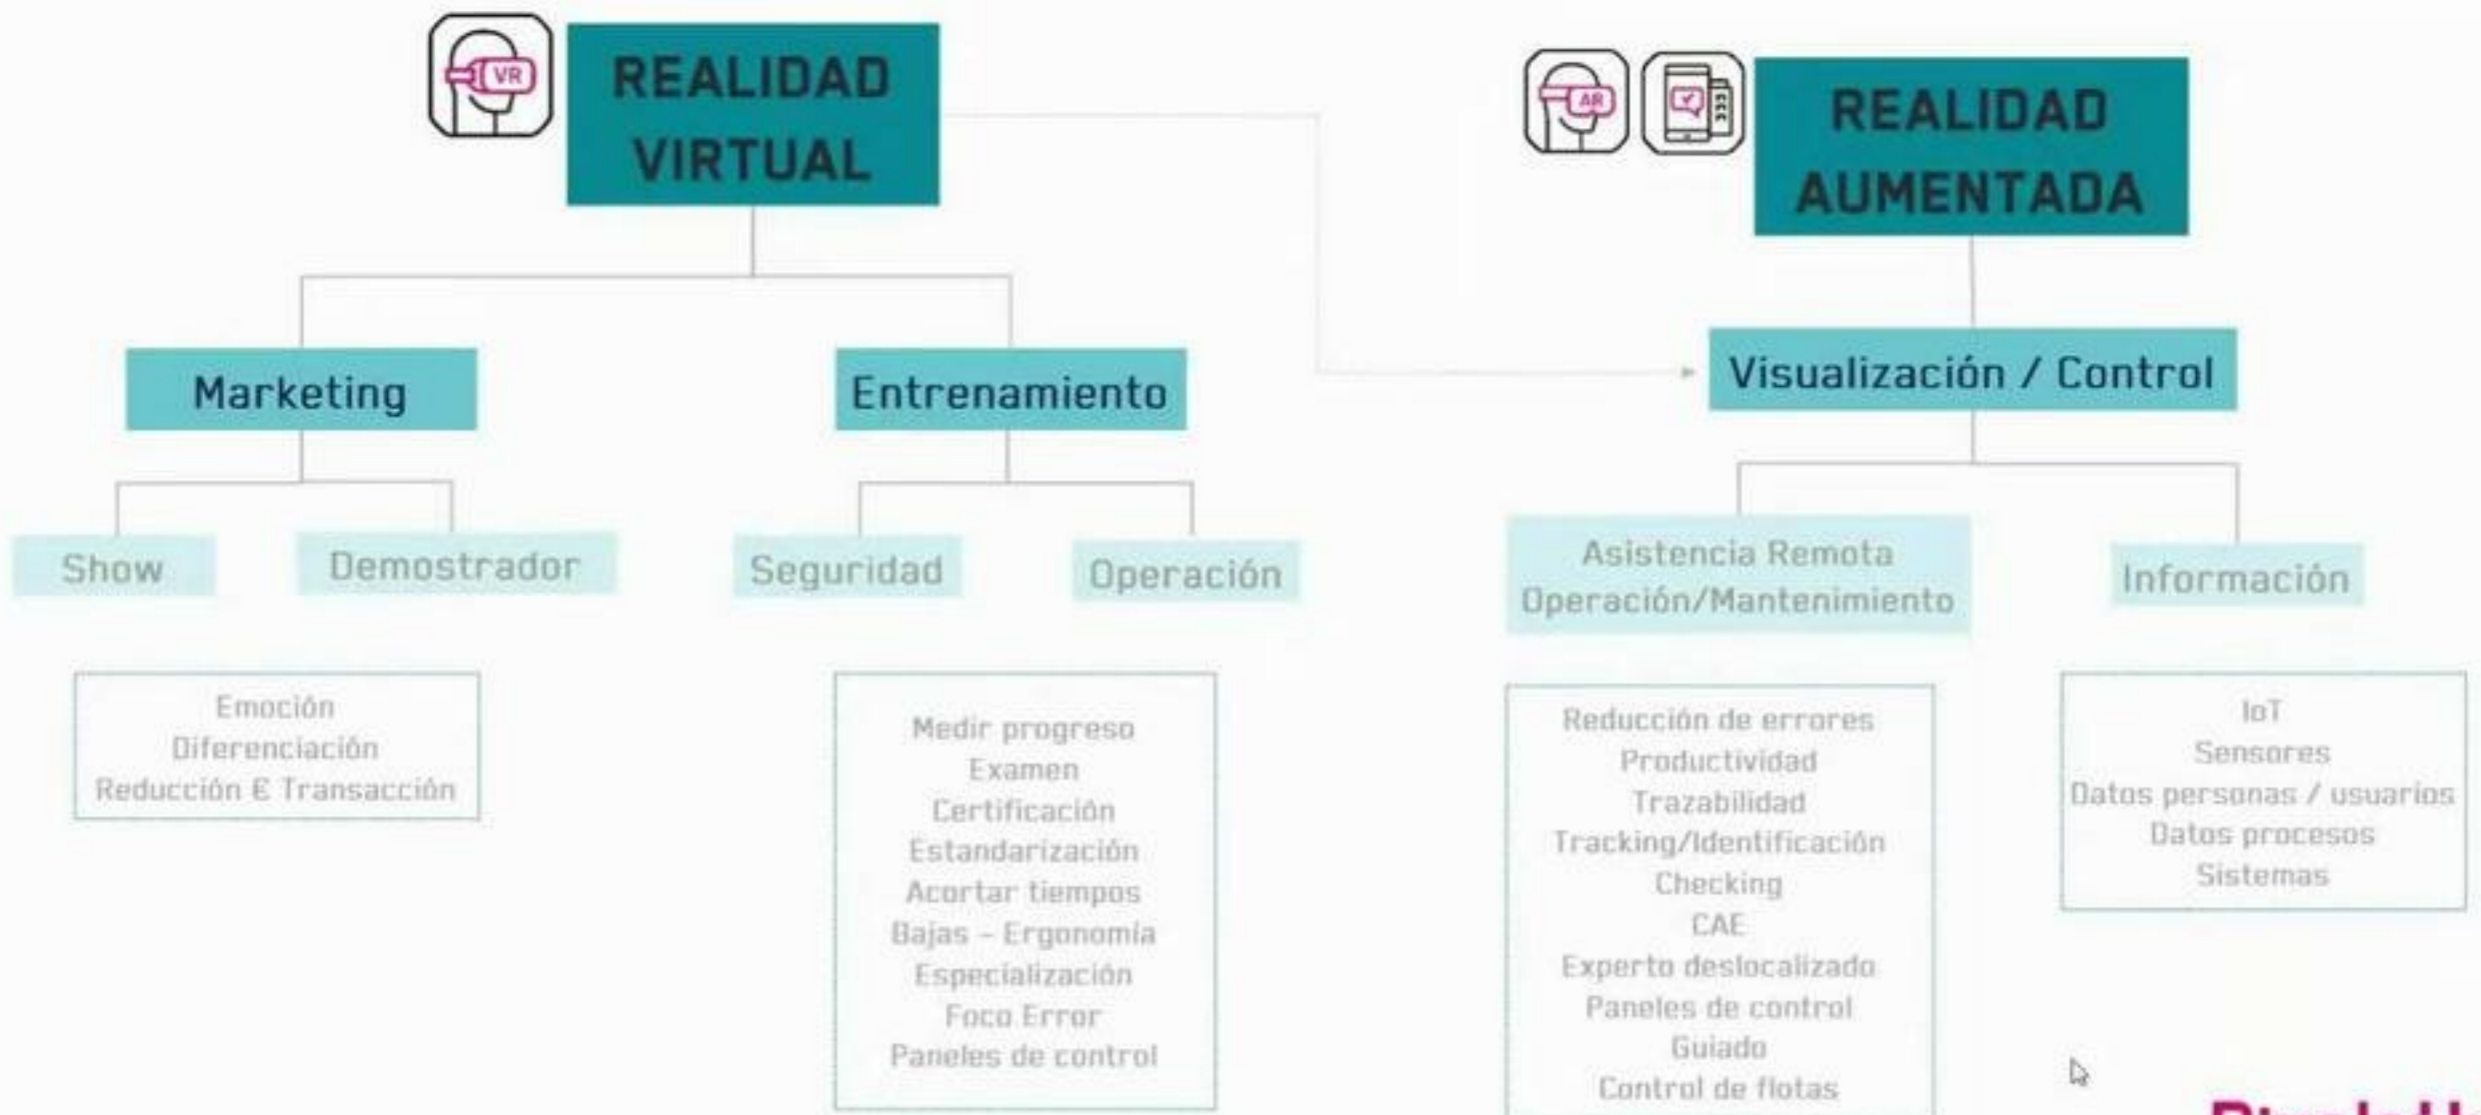 VR
REALIDAD
VIRTUAL
AR
REALIDAD
AUMENTADA
Marketing
Entrenamiento
Visualización / Control
Show
Demostrador
Seguridad
Operación
Asistencia Remota
Operación/Mantenimiento
Información
Emoción
Diferenciación
Reducción € Transacción
Medir progreso
Examen
Certificación
Estandarización
Acortar tiempos
Bajas – Ergonomía
Especialización
Foco Error
Paneles de control
Reducción de errores
Productividad
Trazabilidad
Tracking/Identificación
Checking
CAE
Experto deslocalizado
Paneles de control
Guiado
Control de flotas
IoT
Sensores
Datos personas / usuarios
Datos procesos
Sistemas